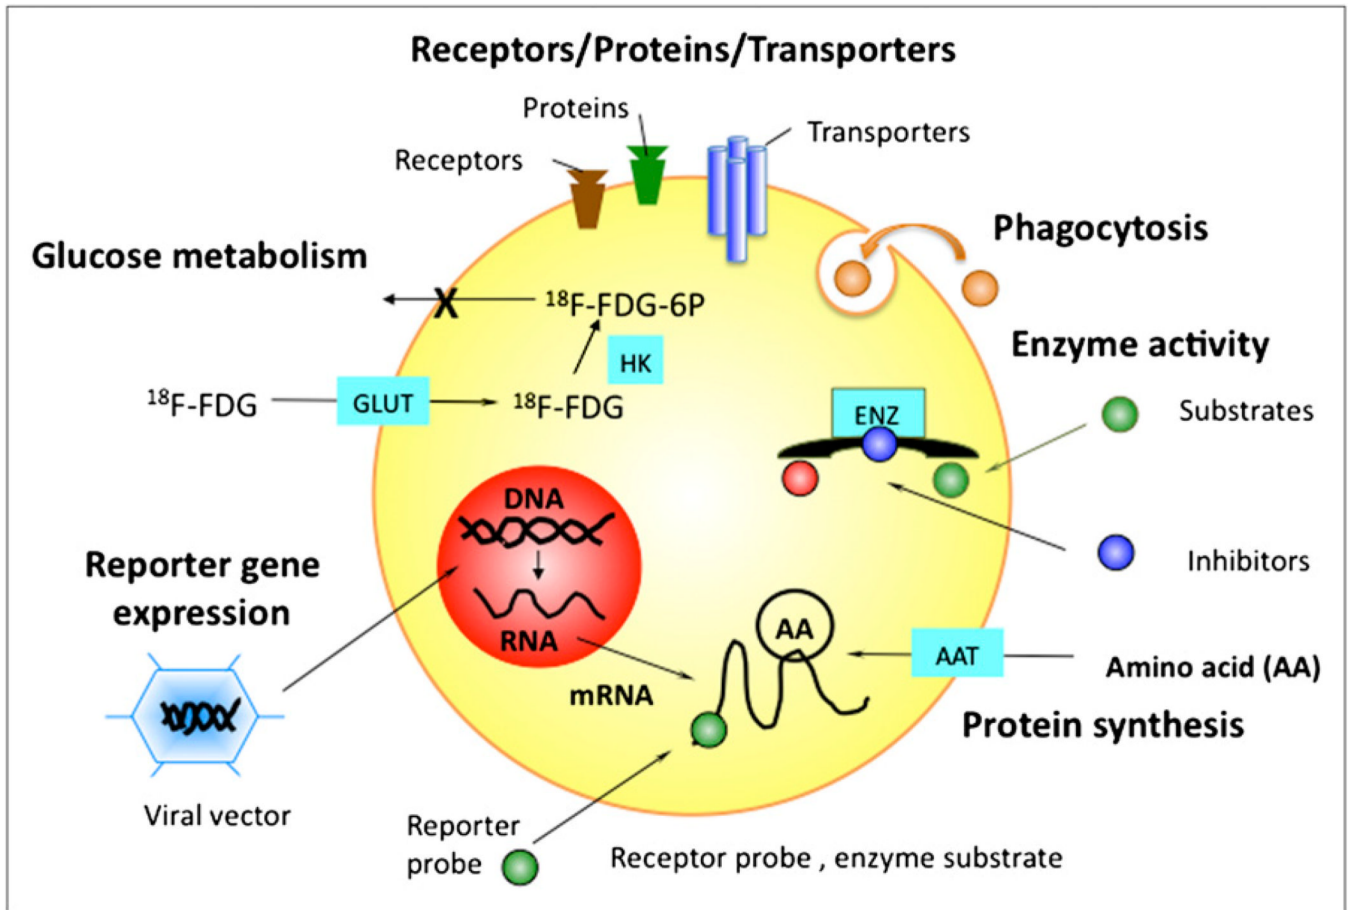 Receptors/Proteins/Transporters
Proteins
Transporters
Receptors
Phagocytosis
Glucose metabolism
X
¹⁸F-FDG-6P
HK
Enzyme activity
¹⁸F-FDG
GLUT
¹⁸F-FDG
ENZ
Substrates
DNA
Reporter gene
expression
Inhibitors
RNA
AA
AAT
Amino acid (AA)
mRNA
Protein synthesis
Viral vector
Reporter
probe
Receptor probe , enzyme substrate